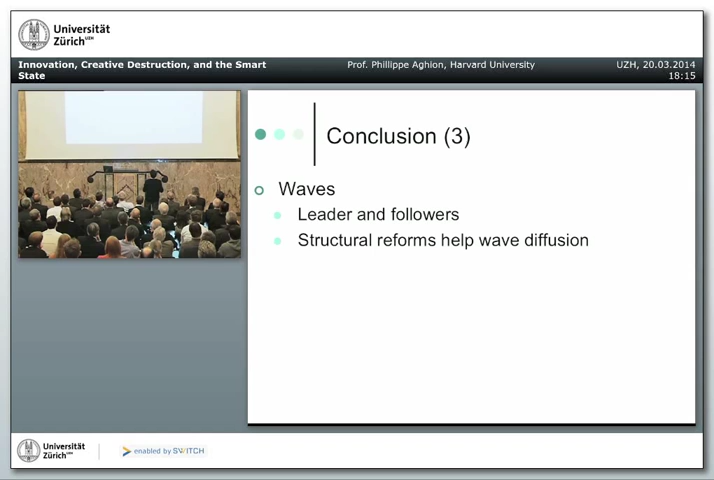 Universität
Zürich UZH
Innovation, Creative Destruction, and the Smart
State
Prof. Phillippe Aghion, Harvard University
UZH, 20.03.2014
18:15
Conclusion (3)
Waves
Leader and followers
Structural reforms help wave diffusion
Universität
Zürich UZH
enabled by SWITCH